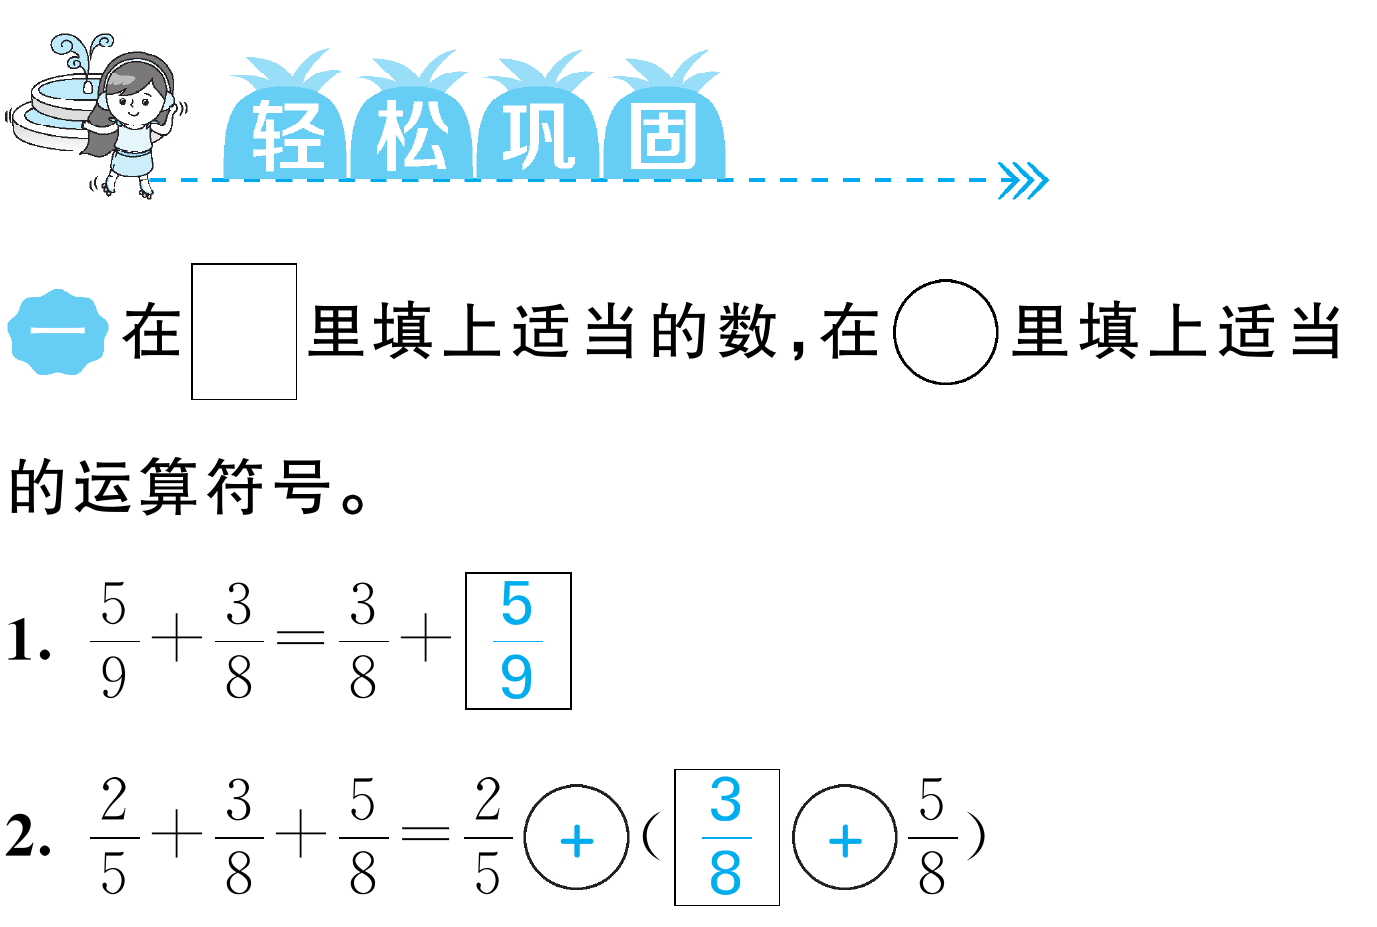 轻松巩固
一 在□里填上适当的数,在○里填上适当
的运算符号。
1. 5/9 + 3/8 = 3/8 + 5/9
2. 2/5 + 3/8 + 5/8 = 2/5 + ( 3/8 + 5/8 )